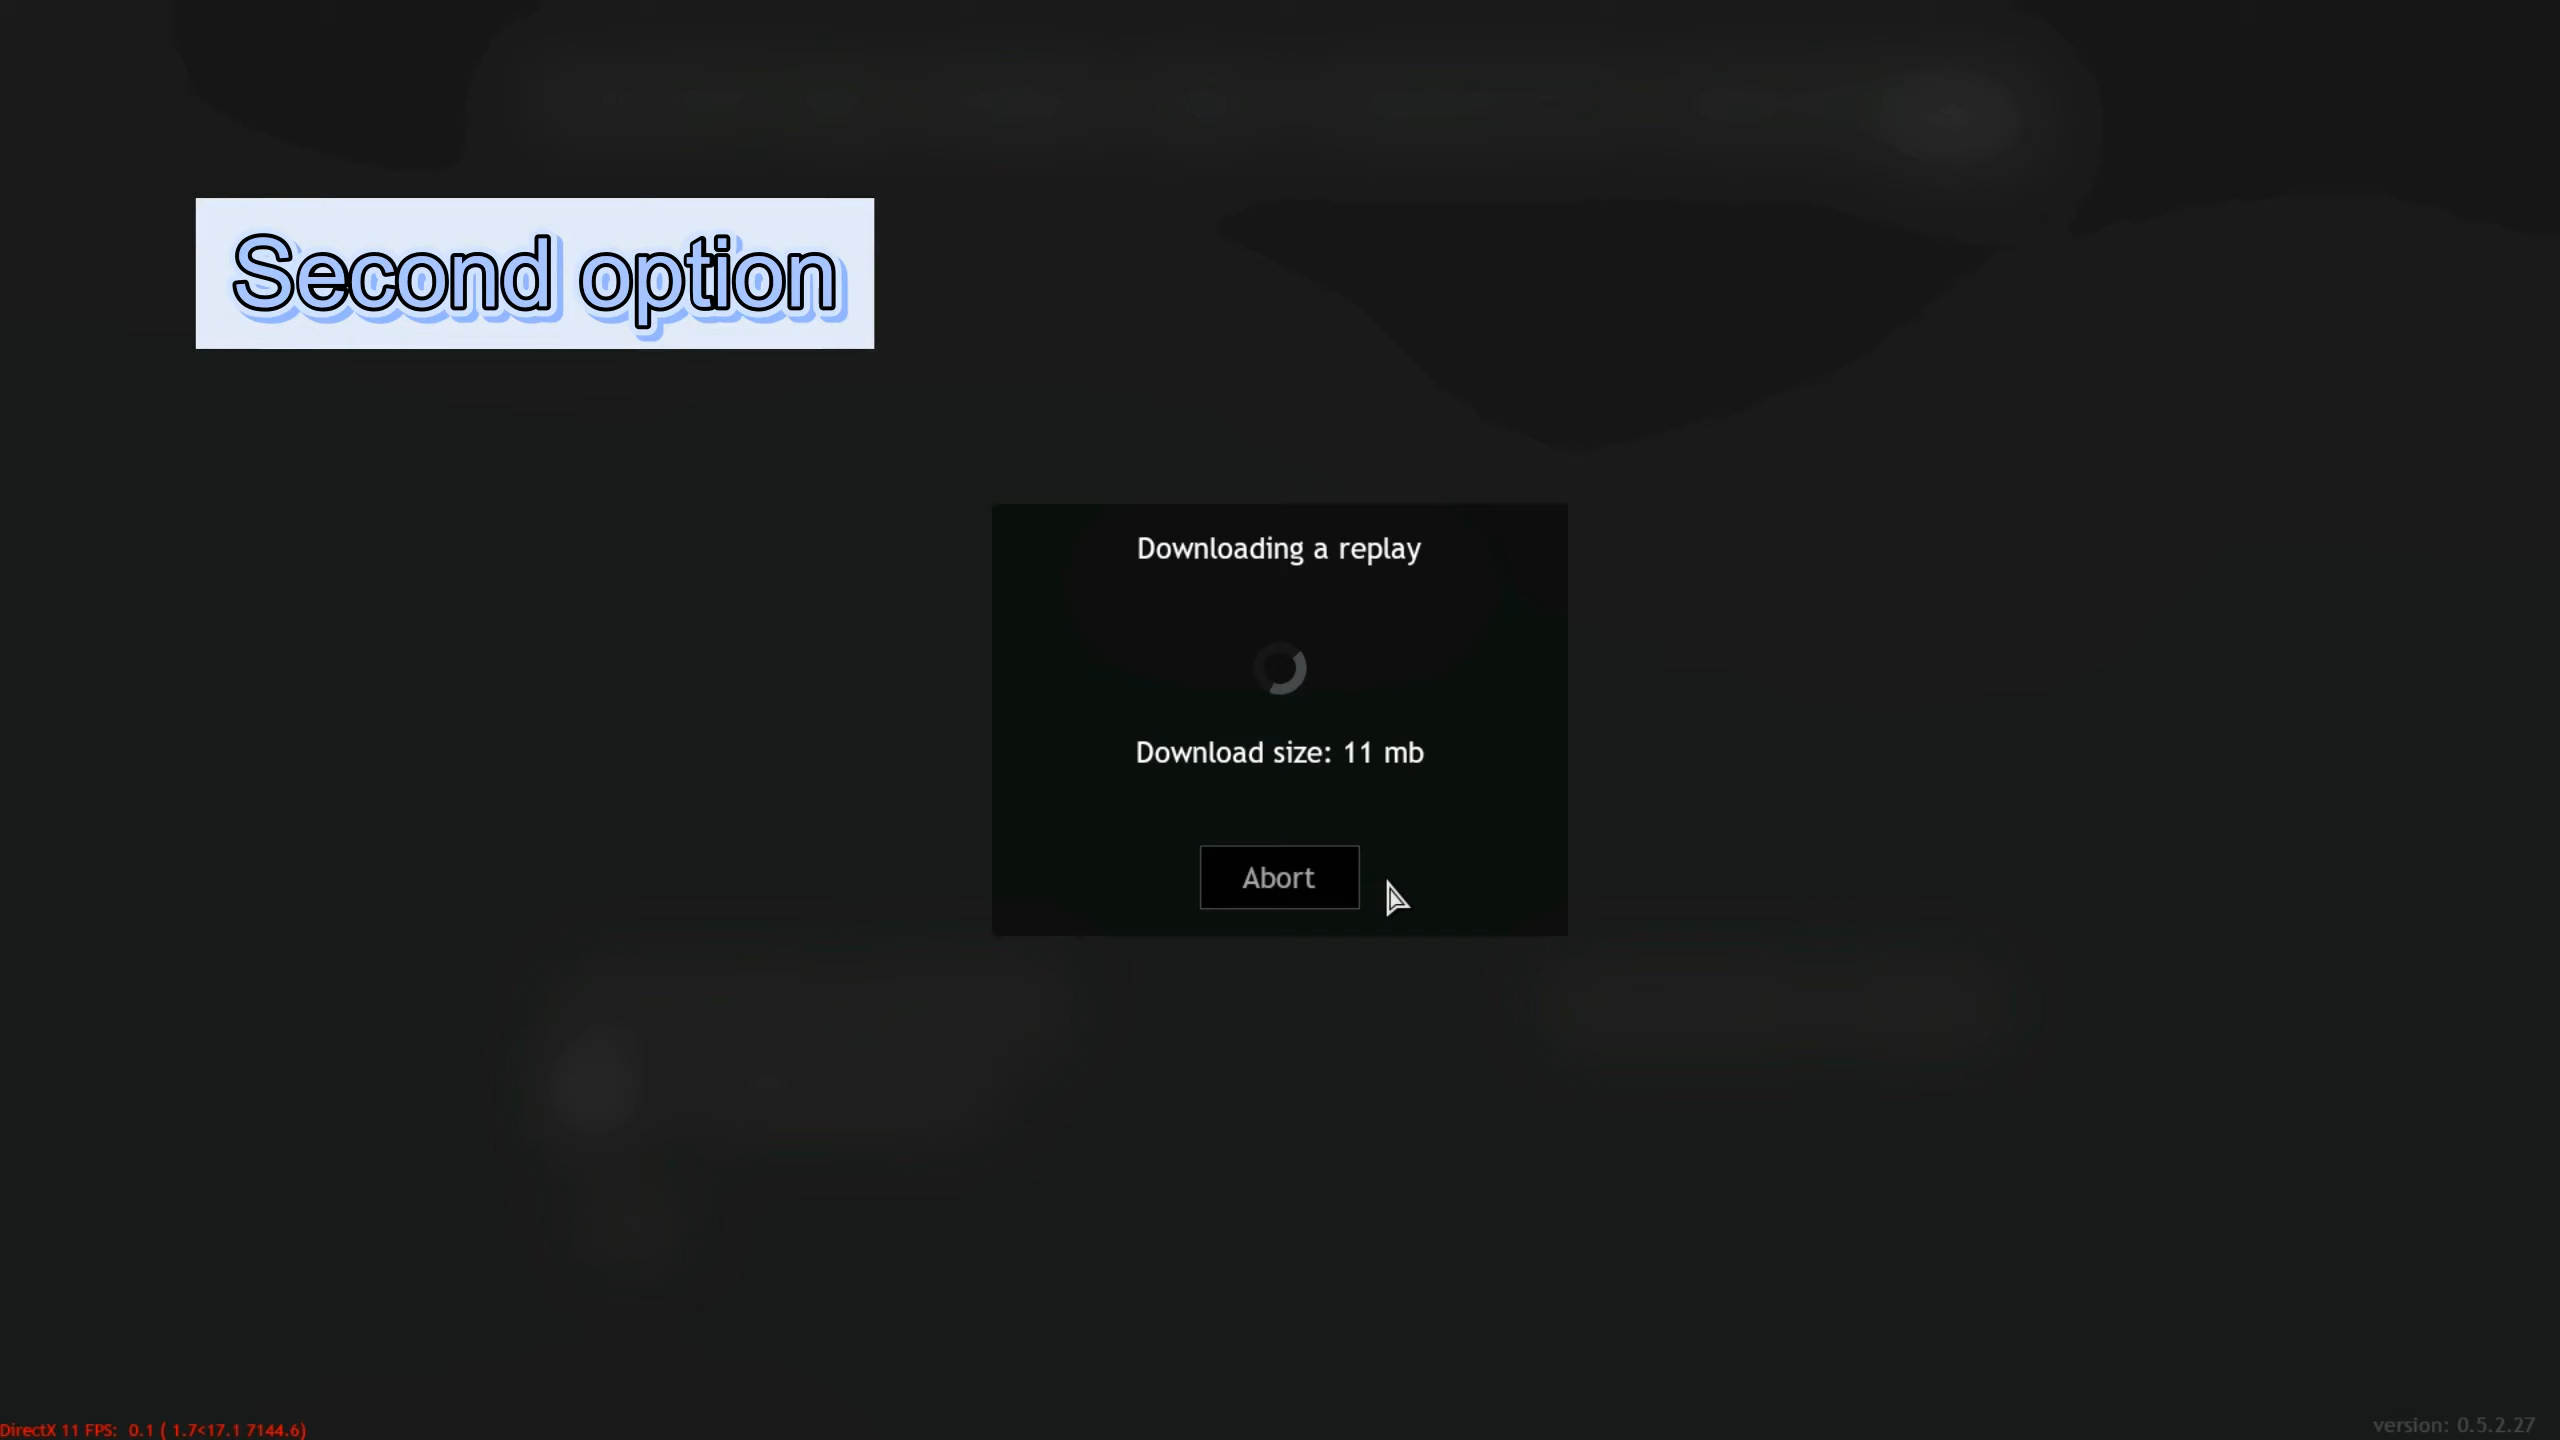 Second option
Downloading a replay
Download size: 11 mb
Abort
DirectX 11 FPS: 0.1 ( 1.7<17.1 7144.6)
version: 0.5.2.27